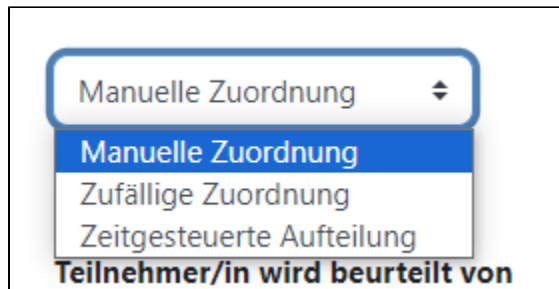 Manuelle Zuordnung
Manuelle Zuordnung
Zufällige Zuordnung
Zeitgesteuerte Aufteilung
Teilnehmer/in wird beurteilt von